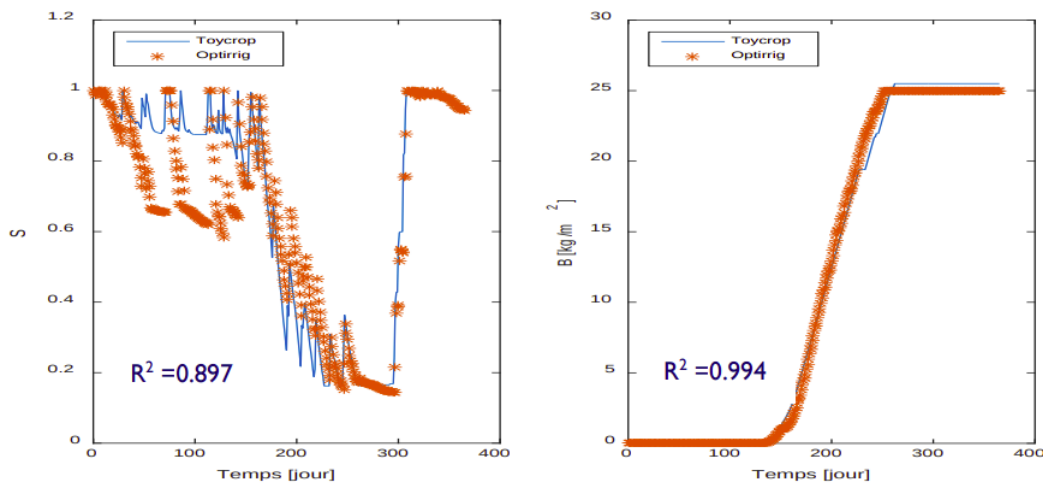 1.2
1
0.8
0.6
0.4
0.2
0
S
Toycrop
Optirrig
R² =0.897
0
100
200
300
400
Temps [jour]
30
25
20
15
10
5
0
B [kg/m²]
Toycrop
Optirrig
R² =0.994
0
100
200
300
400
Temps [jour]